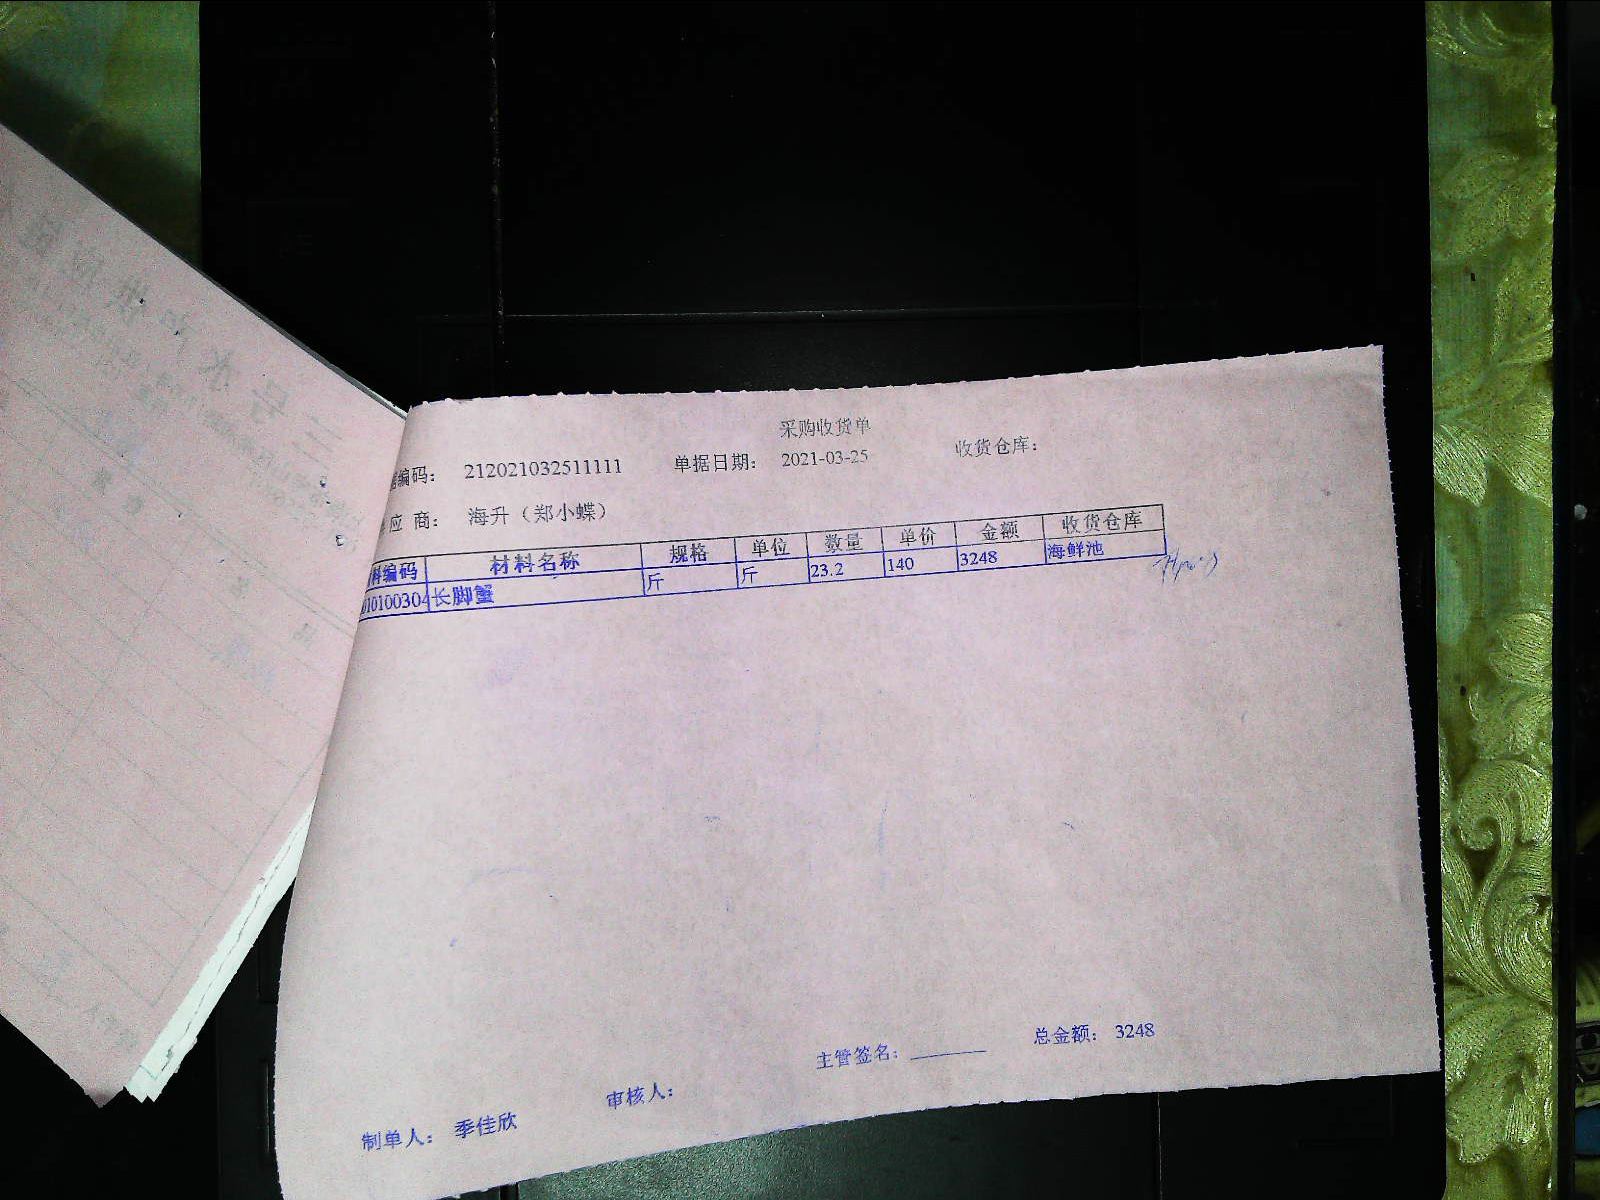 采购收货单
编码： 212021032511111 单据日期： 2021-03-25 收货仓库：
应 商： 海升（郑小蝶）
料编码 材料名称 规格 单位 数量 单价 金额 收货仓库
010100304 长脚蟹 斤 斤 23.2 140 3248 海鲜池
主管签名： 总金额： 3248
制单人： 季佳欣 审核人：